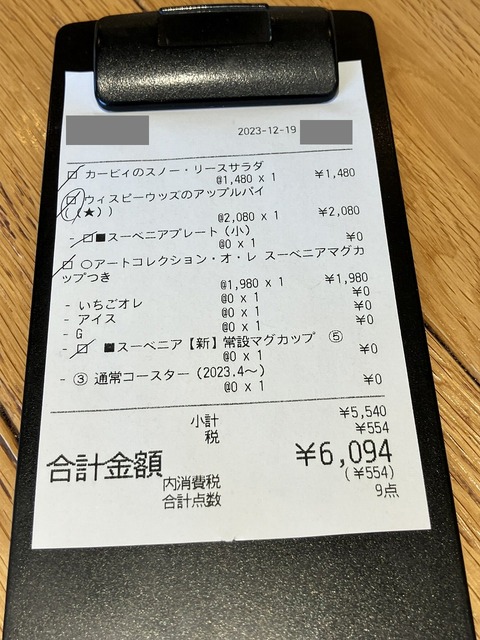 2023-12-19
□ カービィのスノー・リースサラダ
@1,480 x 1 ¥1,480
□ ウィスピーウッズのアップルパイ
(★))
@2,080 x 1 ¥2,080
- □■スーベニアプレート(小)
@0 x 1 ¥0
□ ○アートコレクション・オ・レ スーベニアマグカ
ップつき
@1,980 x 1 ¥1,980
- いちごオレ @0 x 1 ¥0
- アイス @0 x 1 ¥0
- G @0 x 1 ¥0
- □ ■スーベニア【新】常設マグカップ ⑤
@0 x 1 ¥0
- ③ 通常コースター(2023.4〜)
@0 x 1 ¥0
小計 ¥5,540
税 ¥554
合計金額 ¥6,094
内消費税 (¥554)
合計点数 9点